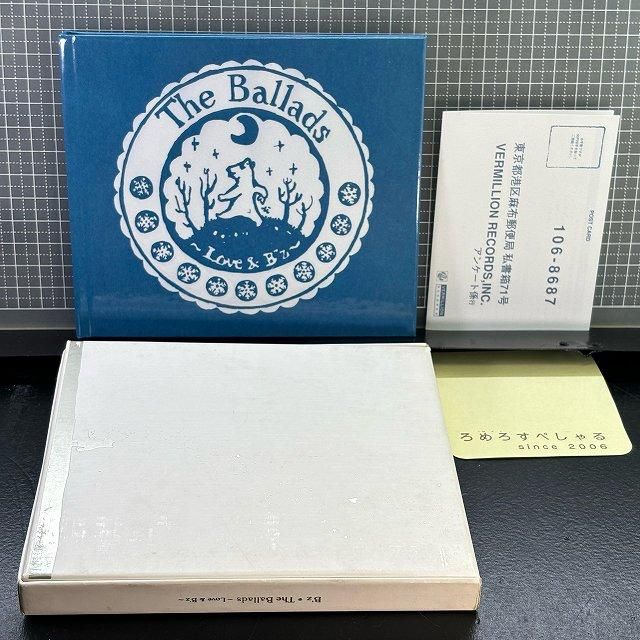 The Ballads
~Love & B'z~
POST CARD
106-8687
東京都港区麻布郵便局 私書箱71号
VERMILLION RECORDS,INC.
アンケート係行
ろめろすぺしゃる
since 2006
B'z • The Ballads ~Love & B'z~